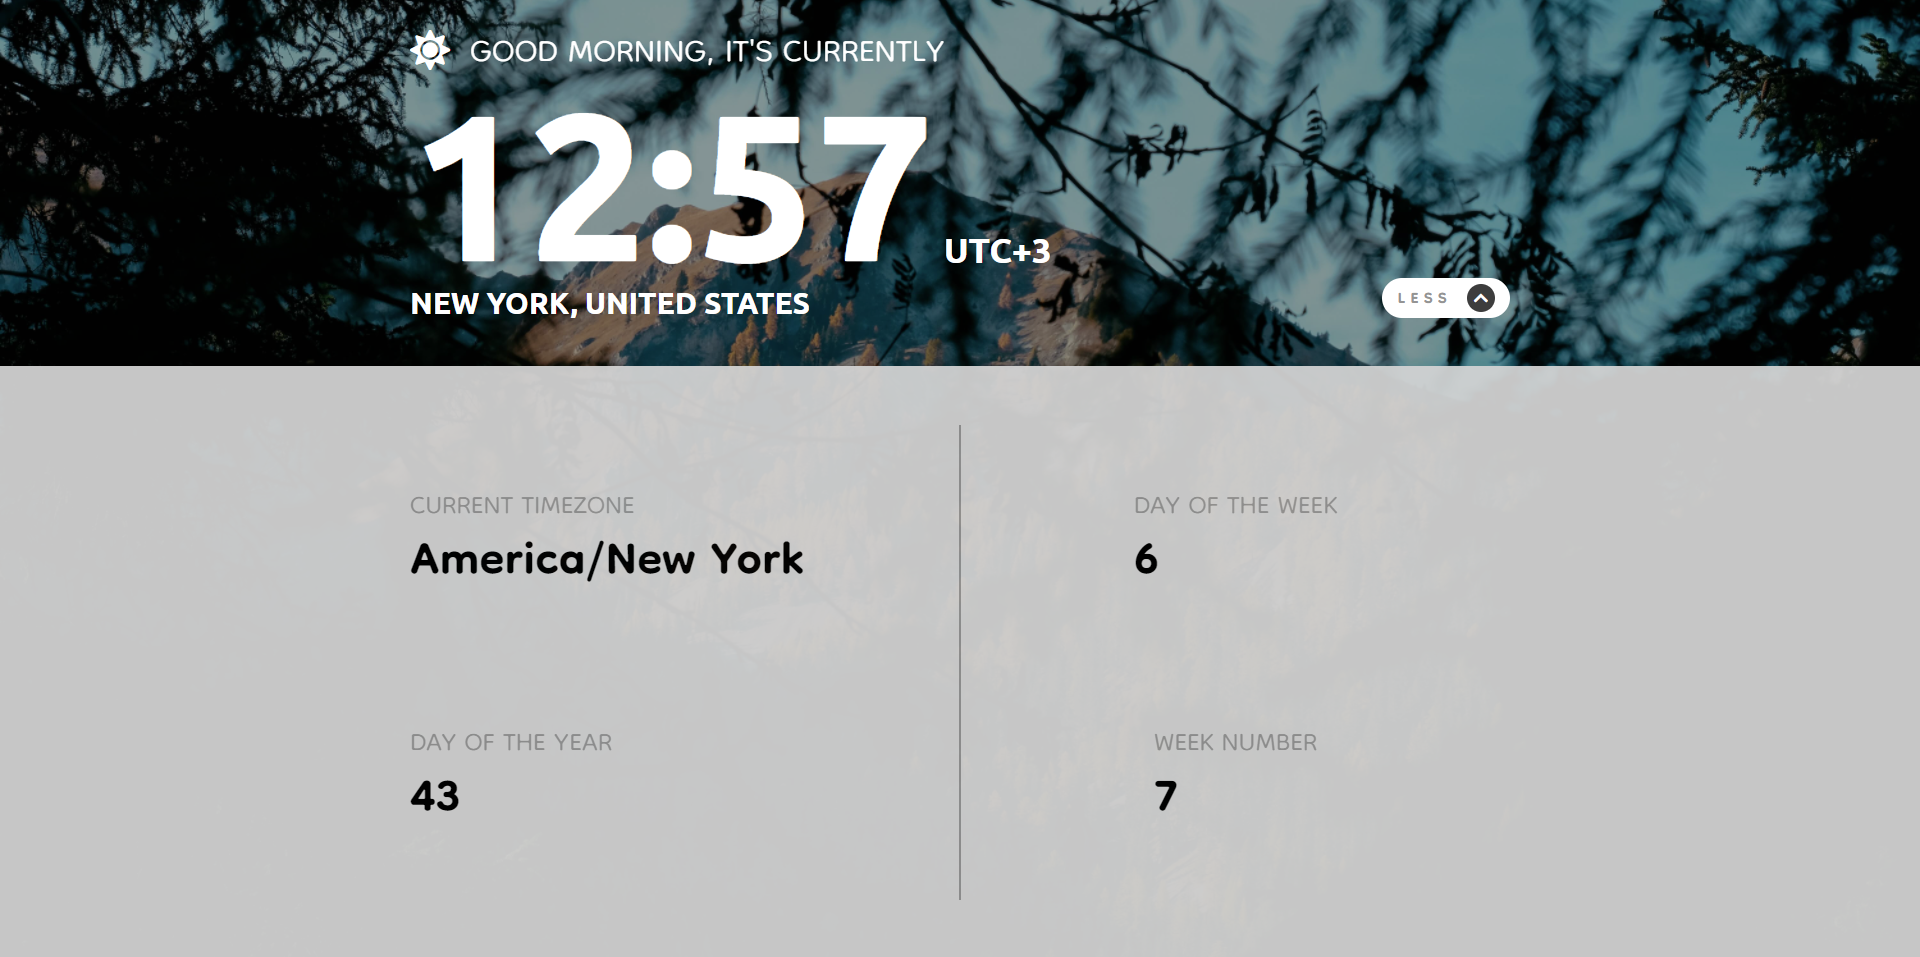 GOOD MORNING, IT'S CURRENTLY
12:57 UTC+3
NEW YORK, UNITED STATES
LESS
CURRENT TIMEZONE
America/New York
DAY OF THE WEEK
6
DAY OF THE YEAR
43
WEEK NUMBER
7